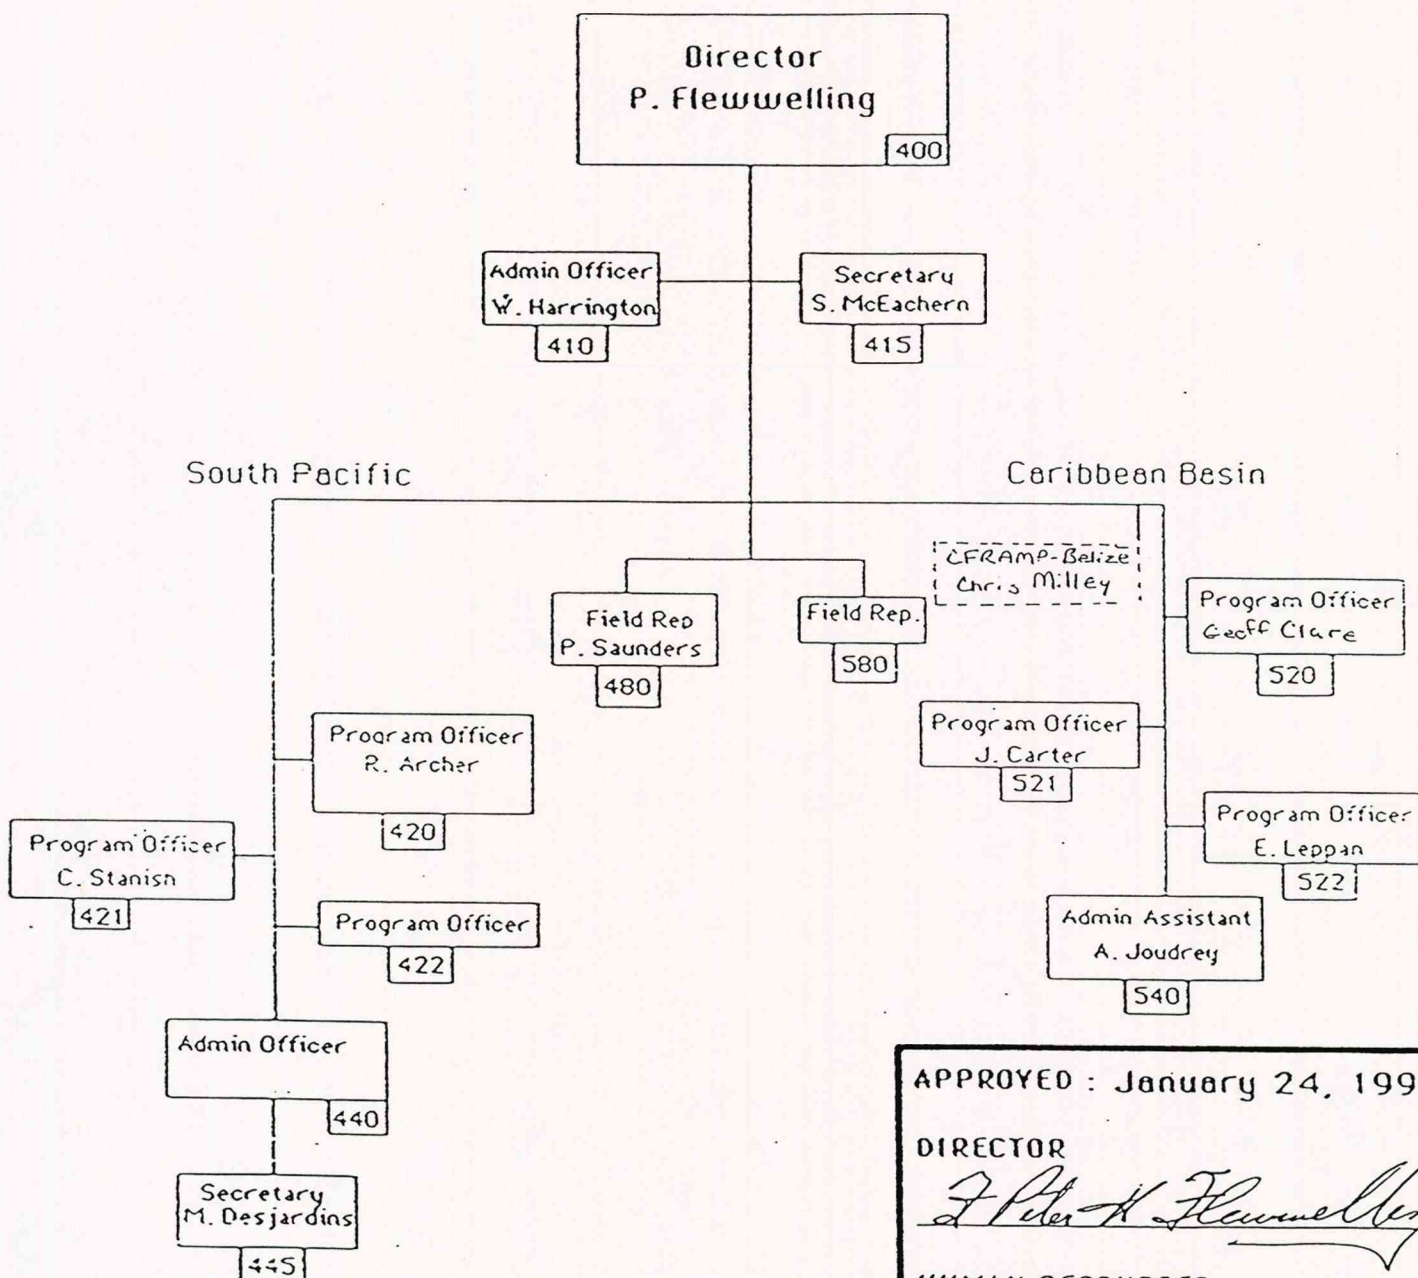 Director
P. Flewwelling
400
Admin Officer
W. Harrington
410
Secretary
S. McEachern
415
South Pacific
Caribbean Basin
CFRAMP-Belize
Chris Milley
Field Rep
P. Saunders
480
Field Rep.
580
Program Officer
Geoff Clare
520
Program Officer
J. Carter
521
Program Officer
E. Leppan
522
Admin Assistant
A. Joudrey
540
Program Officer
R. Archer
420
Program Officer
C. Stanish
421
Program Officer
422
Admin Officer
440
Secretary
M. Desjardins
445
APPROVED : January 24, 199
DIRECTOR
F Peter H Flewwelling